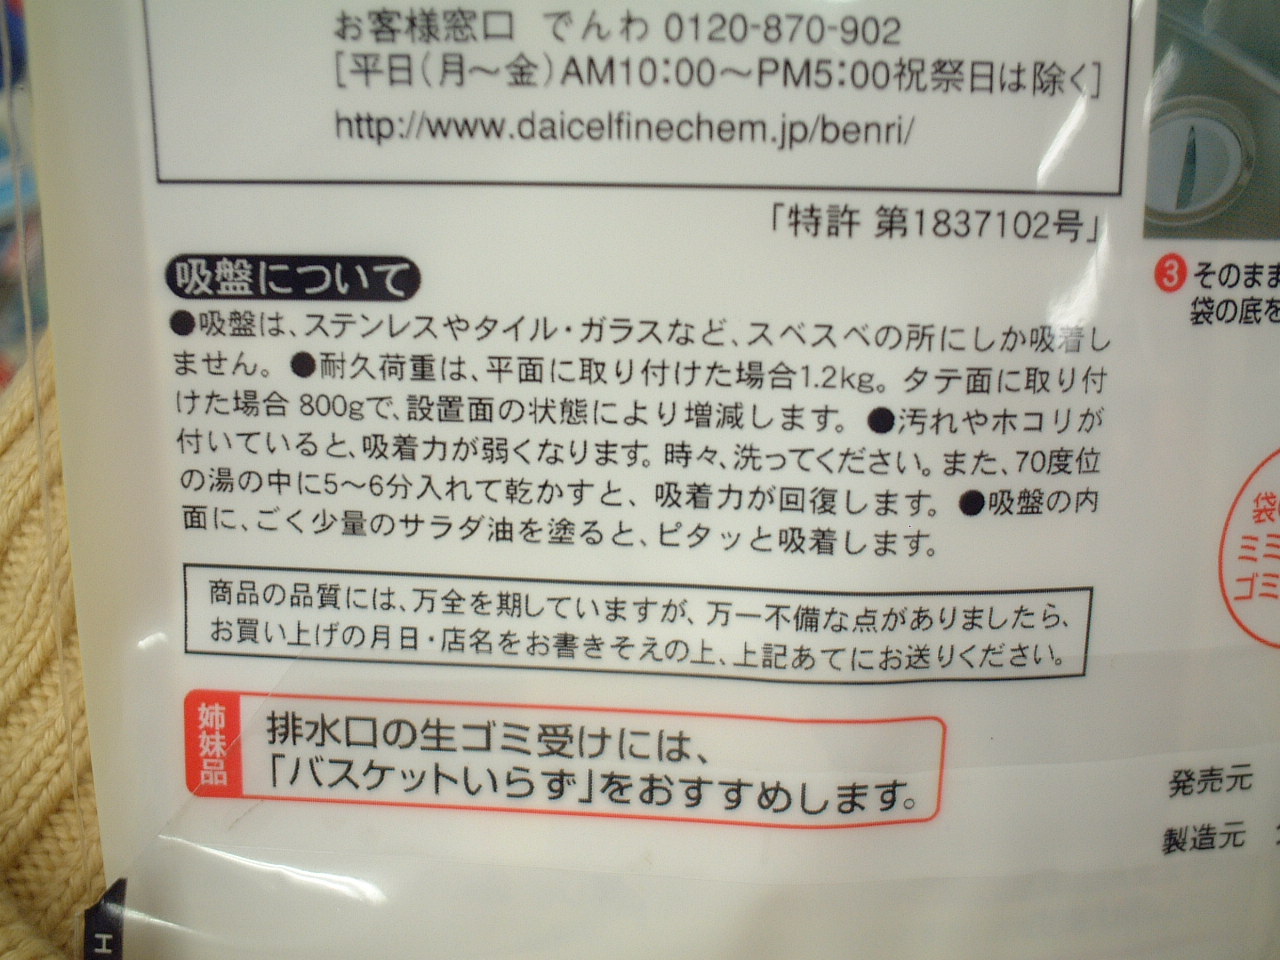 お客様窓口 でんわ 0120-870-902
[平日(月〜金)AM10:00〜PM5:00祝祭日は除く]
http://www.daicelfinechem.jp/benri/
「特許 第1837102号」
吸盤について
●吸盤は、ステンレスやタイル・ガラスなど、スベスベの所にしか吸着し
ません。●耐久荷重は、平面に取り付けた場合1.2kg。タテ面に取り付
けた場合 800gで、設置面の状態により増減します。●汚れやホコリが
付いていると、吸着力が弱くなります。時々、洗ってください。また、70度位
の湯の中に5〜6分入れて乾かすと、吸着力が回復します。●吸盤の内
面に、ごく少量のサラダ油を塗ると、ピタッと吸着します。
商品の品質には、万全を期していますが、万一不備な点がありましたら、
お買い上げの月日・店名をお書きそえの上、上記あてにお送りください。
姉妹品
排水口の生ゴミ受けには、
「バスケットいらず」をおすすめします。
3 そのまま
袋の底を
袋
ミミ
ゴミ
発売元
製造元
エ